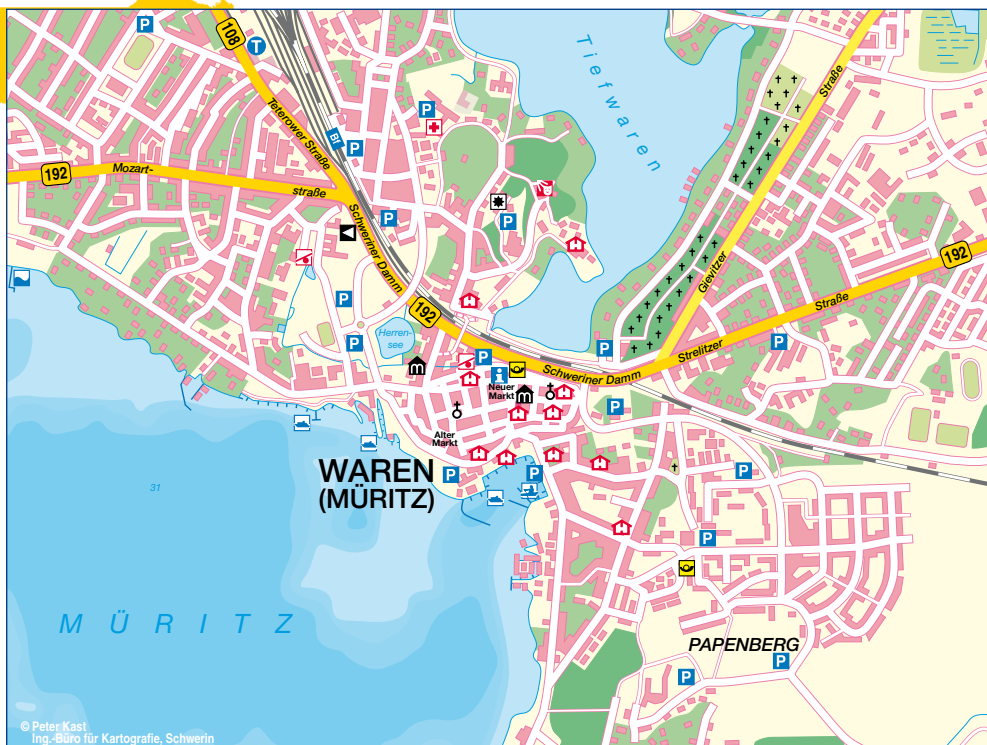 P
108
T
Tiefwaren
Teterower Straße
P
Bf
P
192
Mozart-
straße
P
P
Schweriner Damm
Gievitzer
Straße
192
Straße
Strelitzer
P
192
P
Herren-
see
P
P
P
i
Schweriner Damm
Neuer
Markt
P
Alter
Markt
WAREN
(MÜRITZ)
P
P
P
31
P
MÜRITZ
PAPENBERG
P
P
© Peter Kast
Ing.-Büro für Kartografie, Schwerin